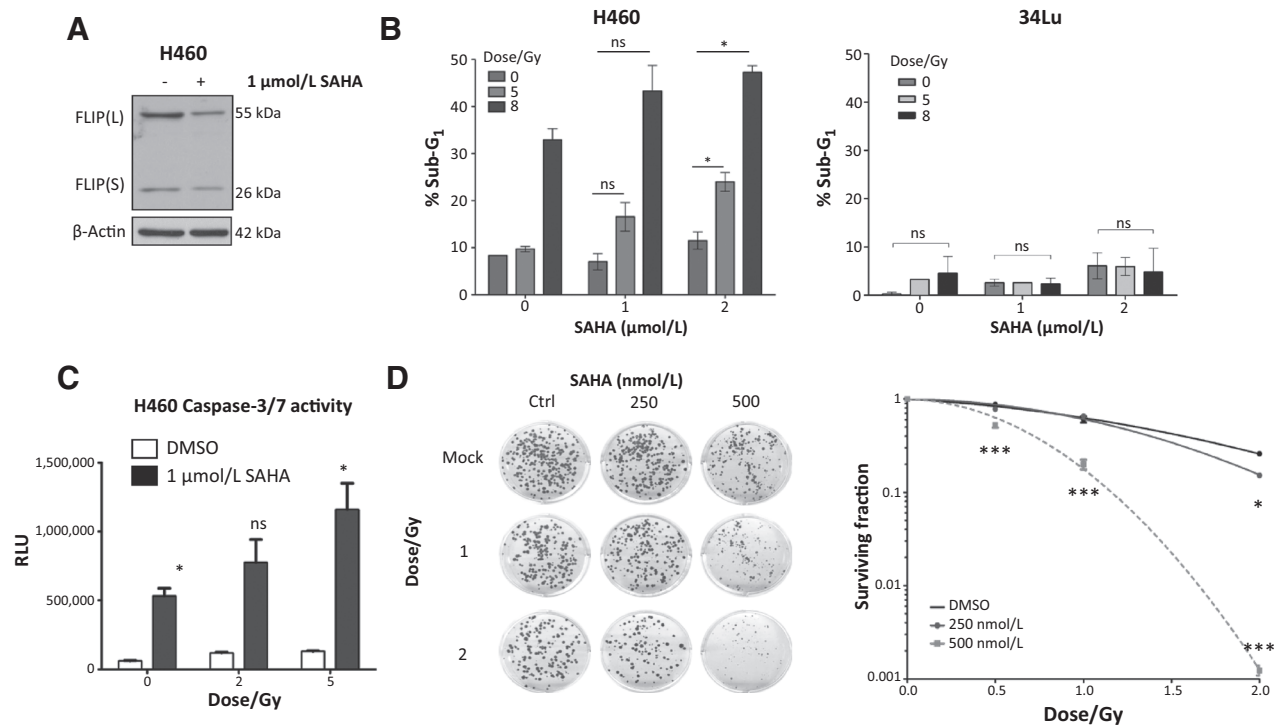 A
H460
- + 1 μmol/L SAHA
FLIP(L)
55 kDa
FLIP(S)
26 kDa
β-Actin
42 kDa
B
H460
Dose/Gy
0
5
8
ns
*
ns
*
% Sub-G1
50
40
30
20
10
0
0 1 2
SAHA (μmol/L)
34Lu
Dose/Gy
0
5
8
% Sub-G1
50
40
30
20
10
0
ns
ns
ns
0 1 2
SAHA (μmol/L)
C
H460 Caspase-3/7 activity
DMSO
1 μmol/L SAHA
RLU
1,500,000
1,000,000
500,000
0
*
ns
*
0 2 5
Dose/Gy
D
SAHA (nmol/L)
Ctrl 250 500
Mock
1
2
Dose/Gy
Surviving fraction
1
0.1
0.01
0.001
***
***
*
***
DMSO
250 nmol/L
500 nmol/L
0.0 0.5 1.0 1.5 2.0
Dose/Gy